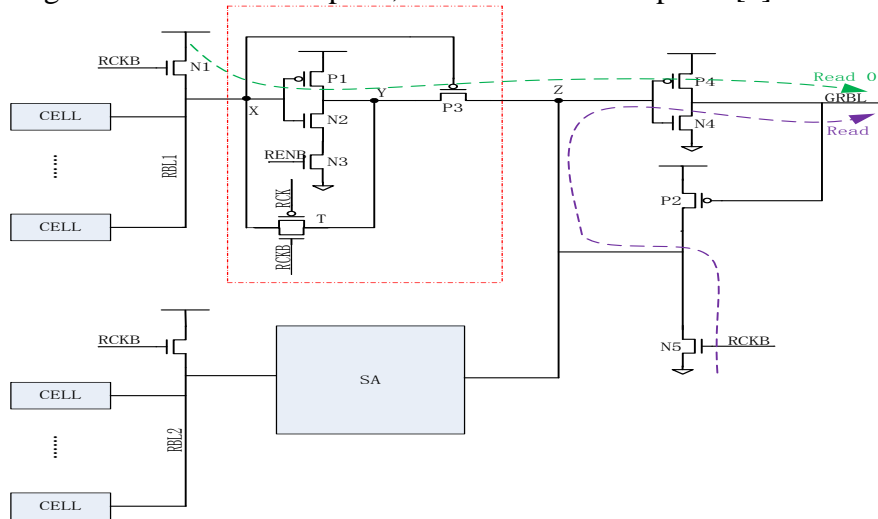 RCKB
N1
P1
N2
N3
RENB
X
Y
P3
Z
P4
N4
Read 0
GRBL
Read
CELL
RBL1
CELL
RCK
T
RCKB
P2
N5
RCKB
RCKB
SA
CELL
RBL2
CELL